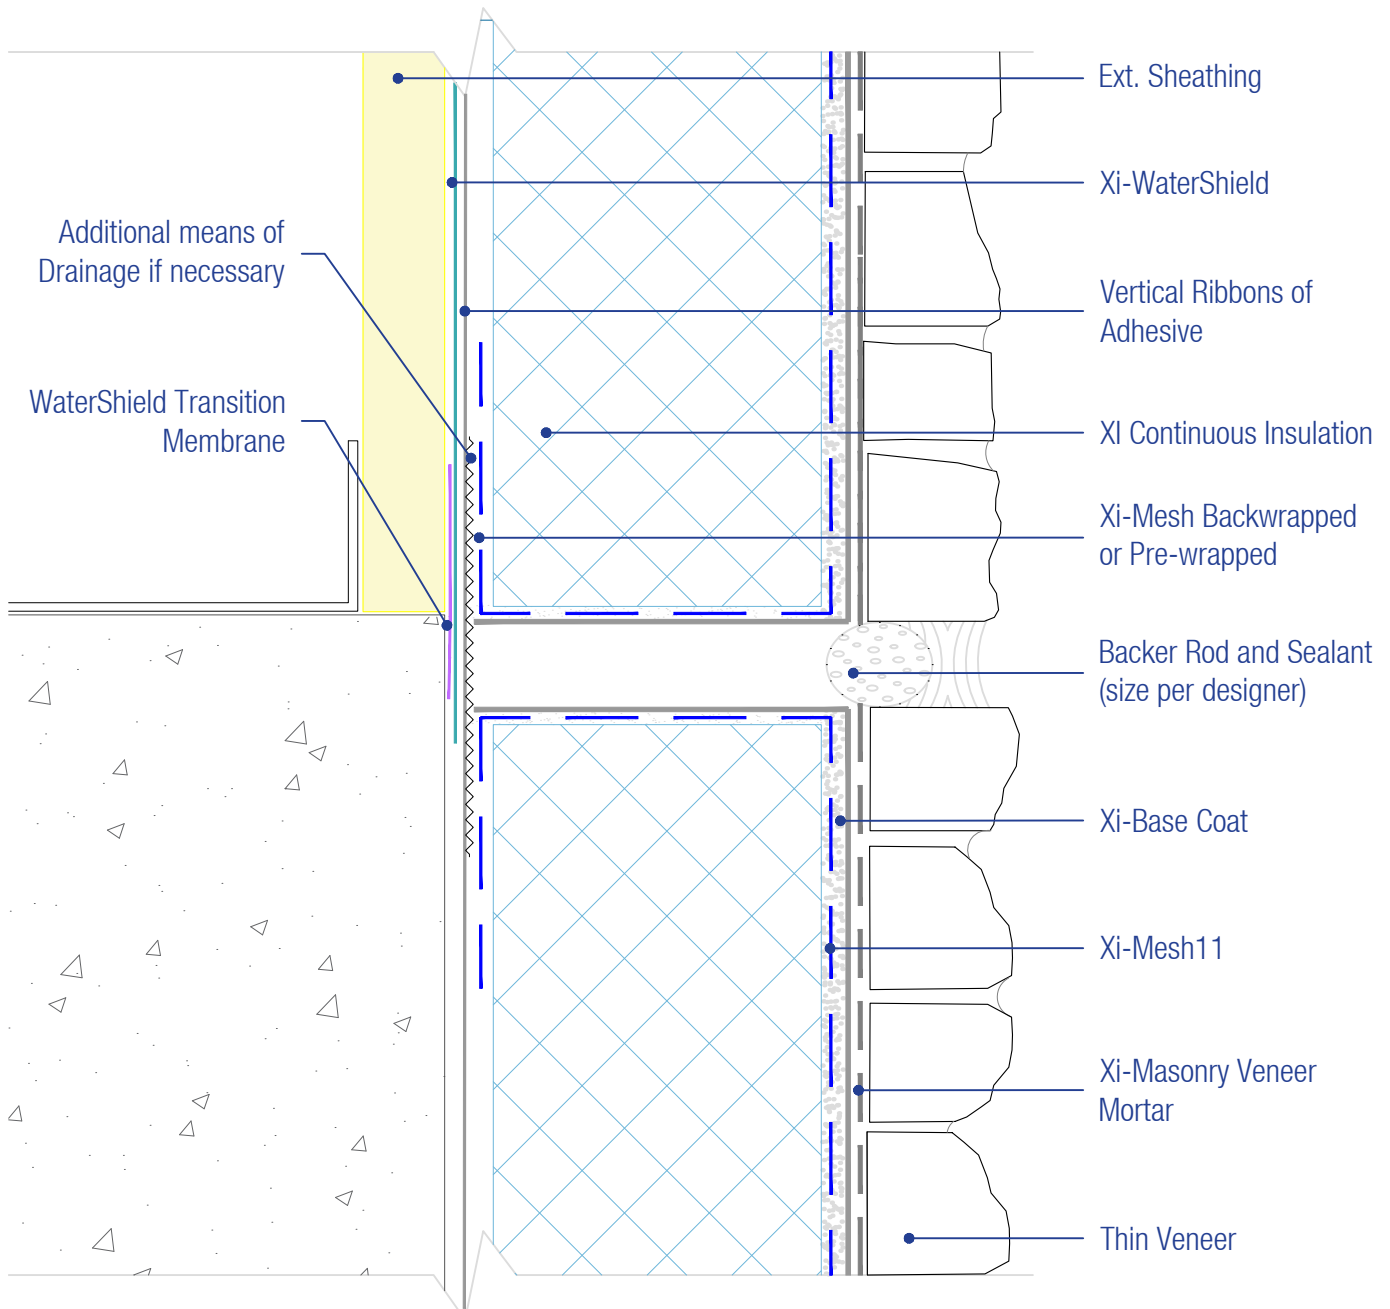 Additional means of
Drainage if necessary
WaterShield Transition
Membrane
Ext. Sheathing
Xi-WaterShield
Vertical Ribbons of
Adhesive
XI Continuous Insulation
Xi-Mesh Backwrapped
or Pre-wrapped
Backer Rod and Sealant
(size per designer)
Xi-Base Coat
Xi-Mesh11
Xi-Masonry Veneer
Mortar
Thin Veneer